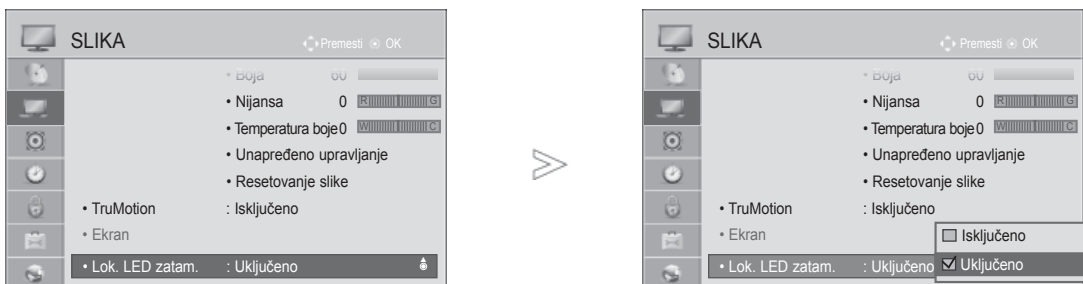 SLIKA Premesti OK
• Boja 60
• Nijansa 0 R G
• Temperatura boje 0 W C
• Unapređeno upravljanje
• Resetovanje slike
• TruMotion : Isključeno
• Ekran
• Lok. LED zatam. : Uključeno
>>
SLIKA Premesti OK
• Boja 60
• Nijansa 0 R G
• Temperatura boje 0 W C
• Unapređeno upravljanje
• Resetovanje slike
• TruMotion : Isključeno
• Ekran
Isključeno
• Lok. LED zatam. : Uključeno
Uključeno